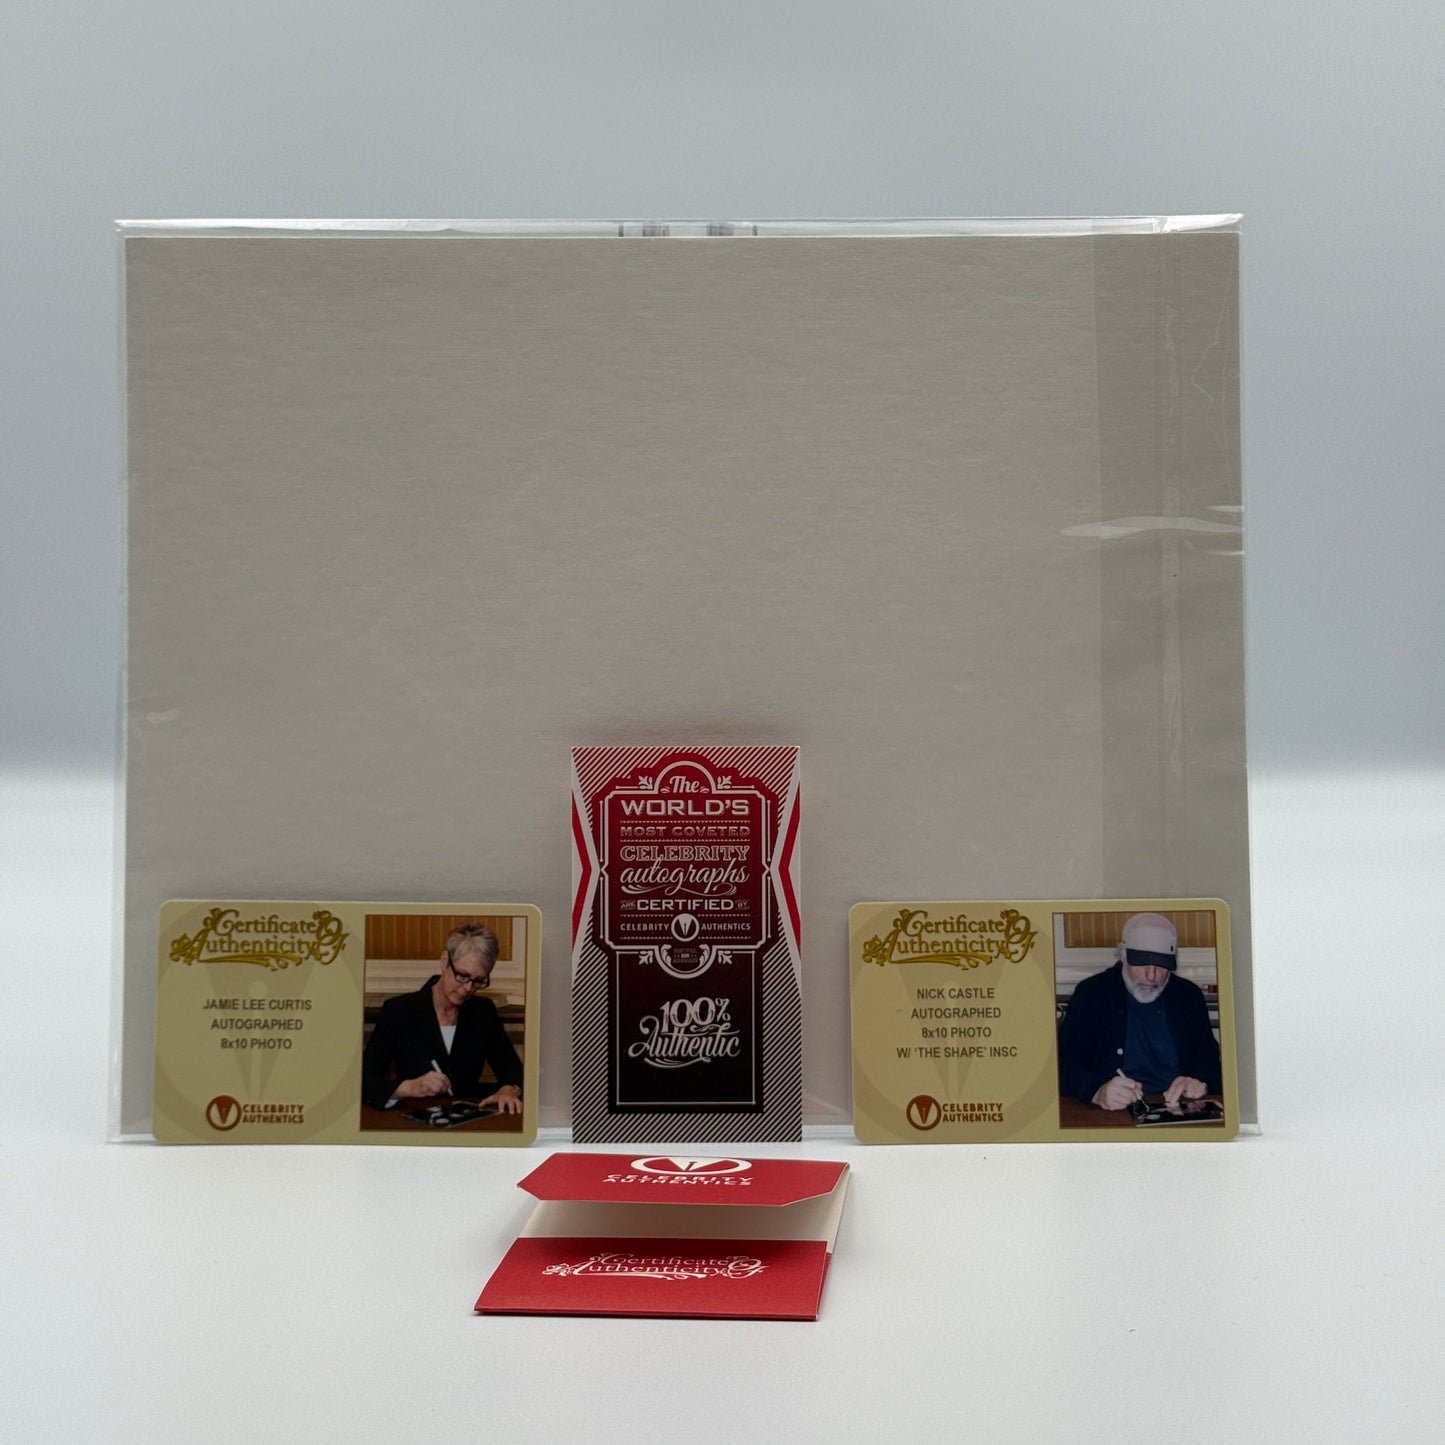 The
WORLD'S
MOST COVETED
CELEBRITY
autographs
ARE CERTIFIED BY
CELEBRITY AUTHENTICS
100%
Authentic
Certificate Of
Authenticity
JAMIE LEE CURTIS
AUTOGRAPHED
8x10 PHOTO
CELEBRITY
AUTHENTICS
Certificate Of
Authenticity
NICK CASTLE
AUTOGRAPHED
8x10 PHOTO
W/ 'THE SHAPE' INSC
CELEBRITY
AUTHENTICS
CELEBRITY
AUTHENTICS
Certificate Of
Authenticity